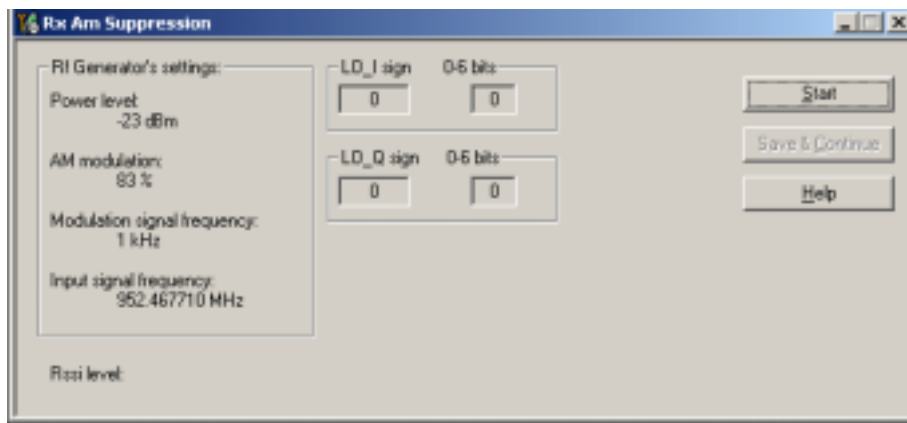 Rx Am Suppression
Rf Generator's settings:
Power level:
-23 dBm
AM modulation:
83 %
Modulation signal frequency:
1 kHz
Input signal frequency:
952.467710 MHz
Rssi level:
LO_I sign 0-6 bits
0 0
LO_Q sign 0-6 bits
0 0
Start
Save & Continue
Help